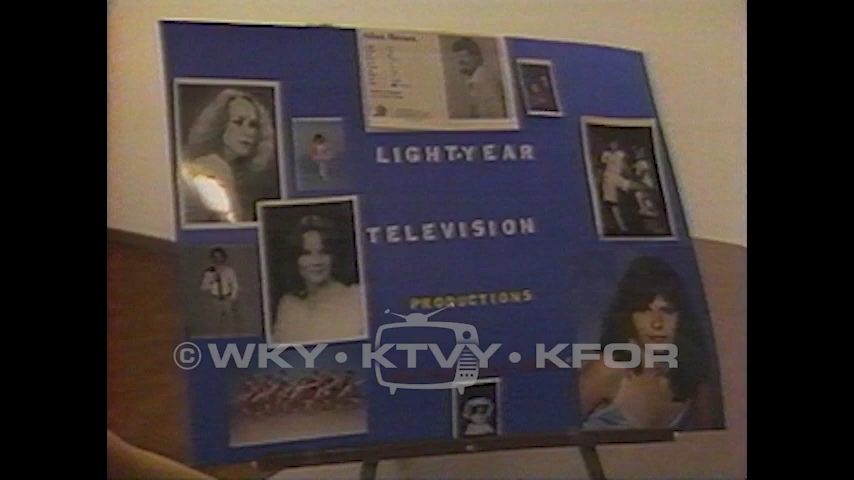 LIGHT-YEAR
TELEVISION
PRODUCTIONS
© WKY • KTVY • KFOR